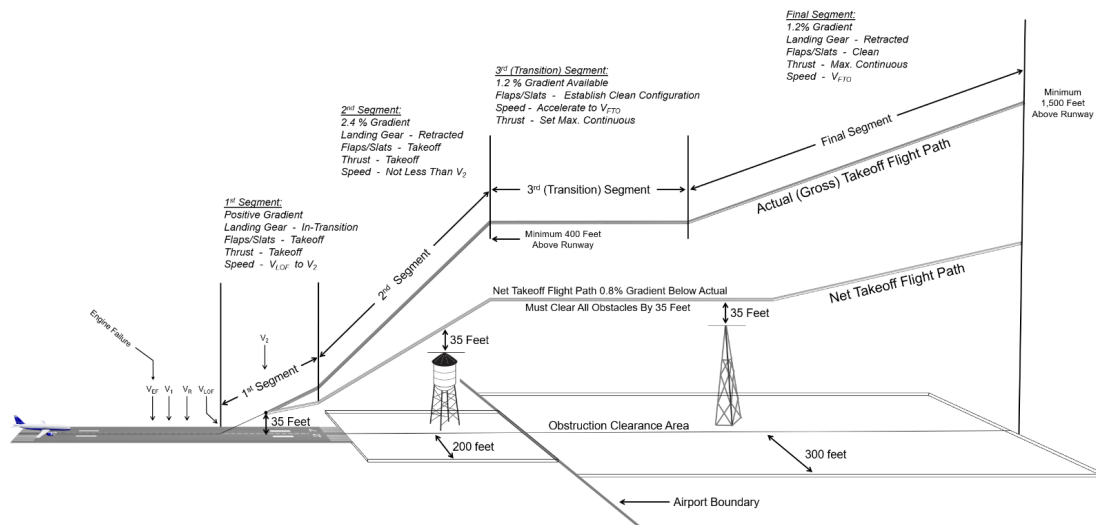 Final Segment:
1.2% Gradient
Landing Gear - Retracted
Flaps/Slats - Clean
Thrust - Max. Continuous
Speed - VFTO
3rd (Transition) Segment:
1.2 % Gradient Available
Flaps/Slats - Establish Clean Configuration
Speed - Accelerate to VFTO
Thrust - Set Max. Continuous
2nd Segment:
2.4 % Gradient
Landing Gear - Retracted
Flaps/Slats - Takeoff
Thrust - Takeoff
Speed - Not Less Than V2
1st Segment:
Positive Gradient
Landing Gear - In-Transition
Flaps/Slats - Takeoff
Thrust - Takeoff
Speed - VLOF to V2
Minimum
1,500 Feet
Above Runway
Final Segment
3rd (Transition) Segment
Actual (Gross) Takeoff Flight Path
Minimum 400 Feet
Above Runway
2nd Segment
Net Takeoff Flight Path
Net Takeoff Flight Path 0.8% Gradient Below Actual
Must Clear All Obstacles By 35 Feet
35 Feet
35 Feet
Engine Failure
V2
1st Segment
VEF
V1
VR
VLOF
35 Feet
Obstruction Clearance Area
200 feet
300 feet
Airport Boundary